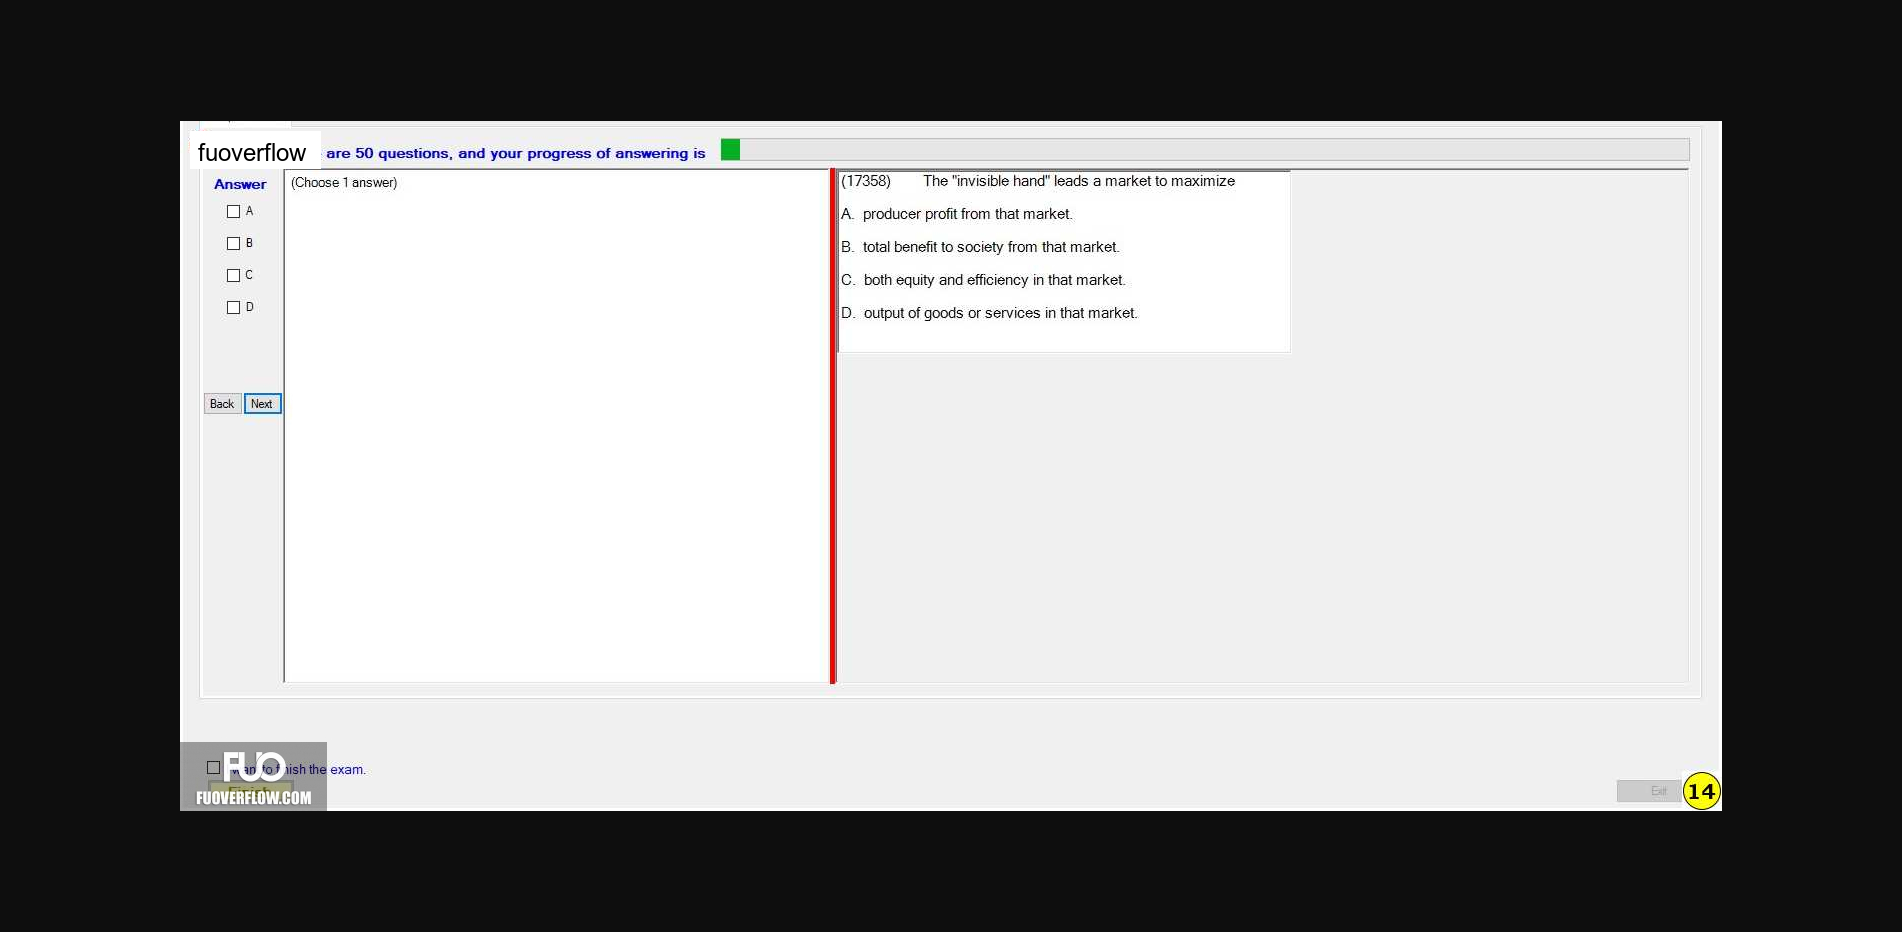 fuoverflow are 50 questions, and your progress of answering is
Answer
A
B
C
D
Back Next
(Choose 1 answer)
(17358) The "invisible hand" leads a market to maximize
A. producer profit from that market.
B. total benefit to society from that market.
C. both equity and efficiency in that market.
D. output of goods or services in that market.
want to finish the exam.
Finish
FUO
FUOVERFLOW.COM
Exit
14